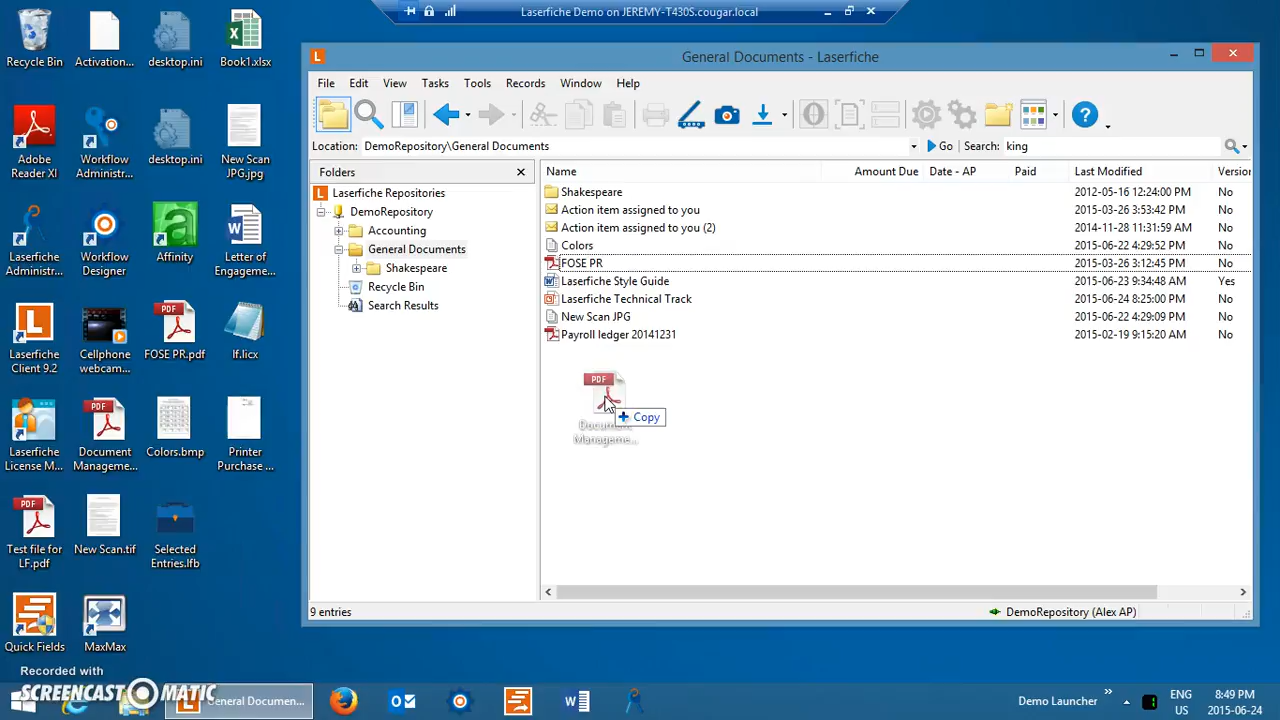 Laserfiche Demo on JEREMY-T430S.cougar.local
Recycle Bin
Activation...
desktop.ini
Book1.xlsx
Adobe
Reader XI
Workflow
Administr...
desktop.ini
New Scan
JPG.jpg
Laserfiche
Administr...
Workflow
Designer
Affinity
Letter of
Engageme...
Laserfiche
Client 9.2
Cellphone
webcam...
PDF
FOSE PR.pdf
lf.licx
Laserfiche
License M...
PDF
Document
Manageme...
Colors.bmp
Printer
Purchase ...
PDF
Test file for
LF.pdf
New Scan.tif
Selected
Entries.lfb
Quick Fields
MaxMax
General Documents - Laserfiche
File Edit View Tasks Tools Records Window Help
Location: DemoRepository\General Documents Go Search: king
Folders
Laserfiche Repositories
DemoRepository
Accounting
General Documents
Shakespeare
Recycle Bin
Search Results
Name Amount Due Date - AP Paid Last Modified Version
Shakespeare 2012-05-16 12:24:00 PM No
Action item assigned to you 2015-03-26 3:53:42 PM No
Action item assigned to you (2) 2014-11-28 11:31:59 AM No
Colors 2015-06-22 4:29:52 PM No
FOSE PR 2015-03-26 3:12:45 PM No
Laserfiche Style Guide 2015-06-23 9:34:48 AM Yes
Laserfiche Technical Track 2015-06-24 8:25:00 PM No
New Scan JPG 2015-06-22 4:29:09 PM No
Payroll ledger 20141231 2015-02-19 9:15:20 AM No
PDF
Copy
Document
Manageme...
9 entries
DemoRepository (Alex AP)
Recorded with
SCREENCAST-O-MATIC
General Documen...
Demo Launcher
ENG
US
8:49 PM
2015-06-24